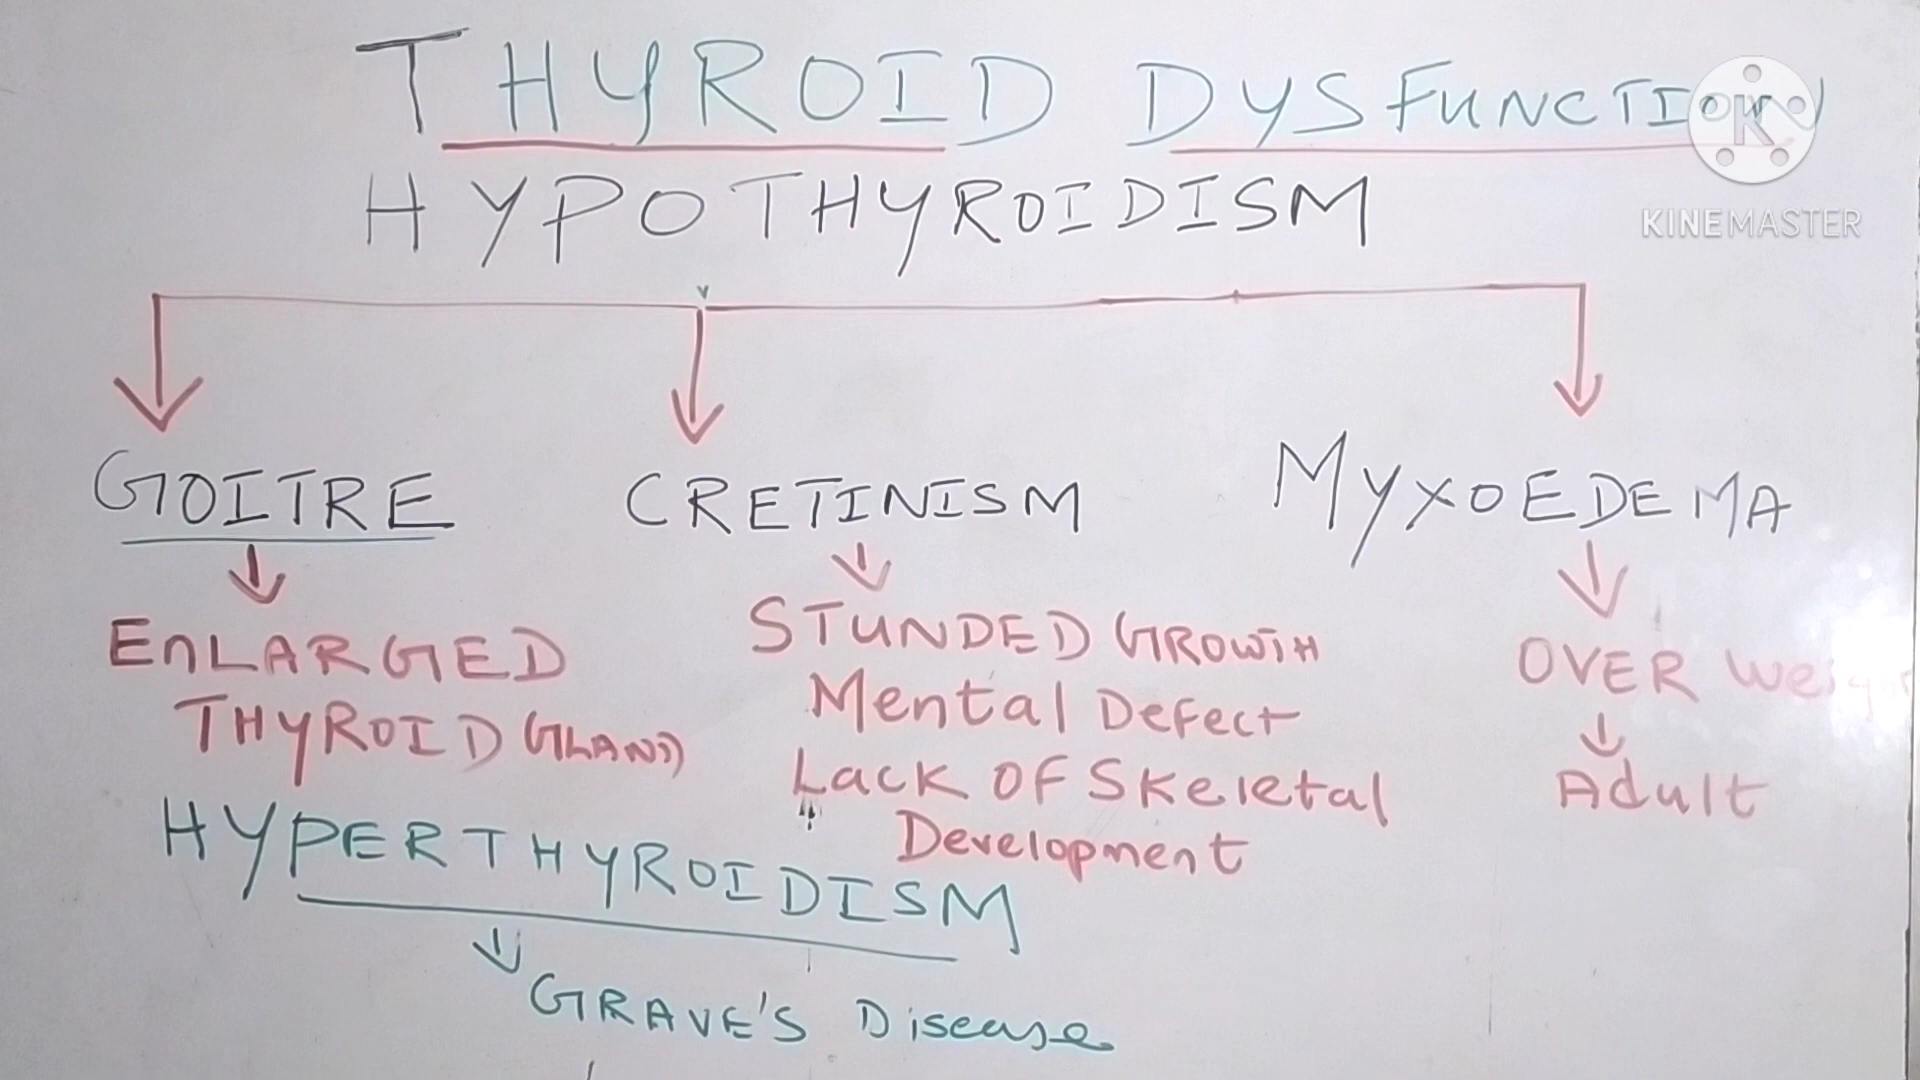 THYROID DYSFUNCTION
KINEMASTER
HYPOTHYROIDISM
GOITRE
CRETINISM
MYXOEDEMA
ENLARGED
THYROID GLAND
STUNDED GROWTH
Mental Defect
Lack OF Skeletal
Development
OVER Weigh
Adult
HYPERTHYROIDISM
GRAVE'S Disease